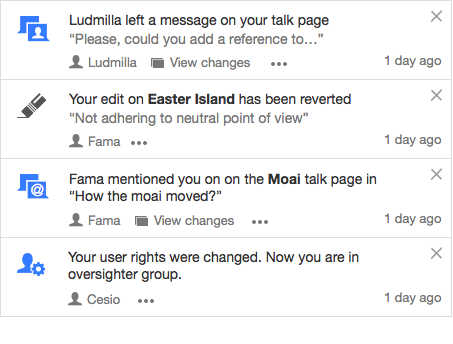 Ludmilla left a message on your talk page
“Please, could you add a reference to…”
Ludmilla View changes 1 day ago
Your edit on Easter Island has been reverted
“Not adhering to neutral point of view”
Fama 1 day ago
Fama mentioned you on on the Moai talk page in
“How the moai moved?”
Fama View changes 1 day ago
Your user rights were changed. Now you are in
oversighter group.
Cesio 1 day ago